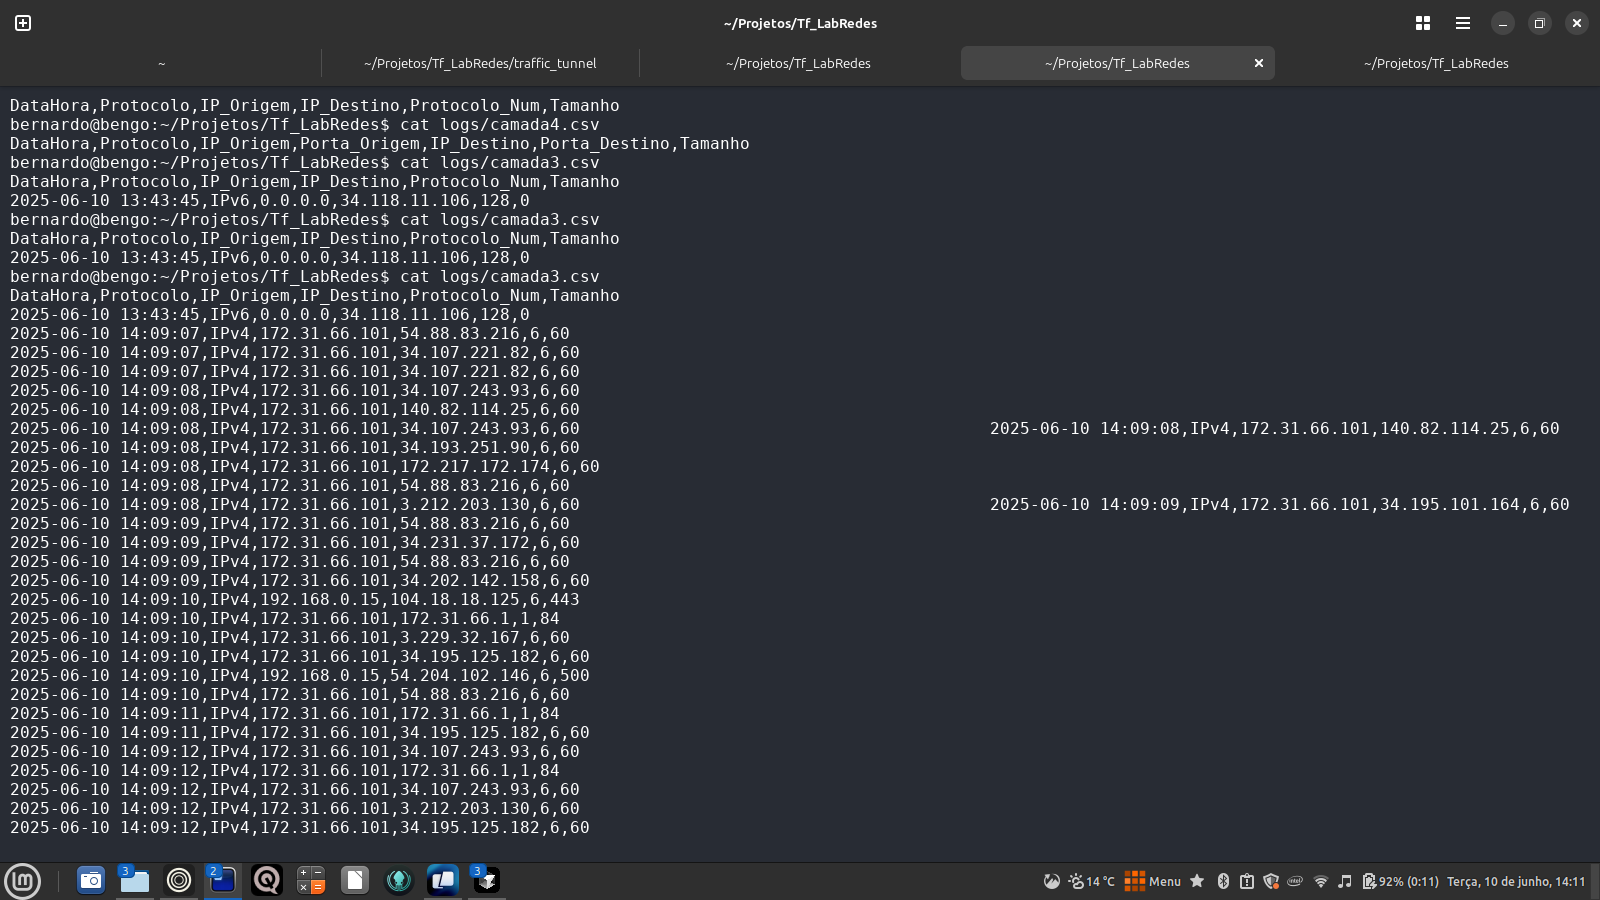 ~/Projetos/Tf_LabRedes
~
~/Projetos/Tf_LabRedes/traffic_tunnel
~/Projetos/Tf_LabRedes
~/Projetos/Tf_LabRedes
~/Projetos/Tf_LabRedes
DataHora,Protocolo,IP_Origem,IP_Destino,Protocolo_Num,Tamanho
bernardo@bengo:~/Projetos/Tf_LabRedes$ cat logs/camada4.csv
DataHora,Protocolo,IP_Origem,Porta_Origem,IP_Destino,Porta_Destino,Tamanho
bernardo@bengo:~/Projetos/Tf_LabRedes$ cat logs/camada3.csv
DataHora,Protocolo,IP_Origem,IP_Destino,Protocolo_Num,Tamanho
2025-06-10 13:43:45,IPv6,0.0.0.0,34.118.11.106,128,0
bernardo@bengo:~/Projetos/Tf_LabRedes$ cat logs/camada3.csv
DataHora,Protocolo,IP_Origem,IP_Destino,Protocolo_Num,Tamanho
2025-06-10 13:43:45,IPv6,0.0.0.0,34.118.11.106,128,0
bernardo@bengo:~/Projetos/Tf_LabRedes$ cat logs/camada3.csv
DataHora,Protocolo,IP_Origem,IP_Destino,Protocolo_Num,Tamanho
2025-06-10 13:43:45,IPv6,0.0.0.0,34.118.11.106,128,0
2025-06-10 14:09:07,IPv4,172.31.66.101,54.88.83.216,6,60
2025-06-10 14:09:07,IPv4,172.31.66.101,34.107.221.82,6,60
2025-06-10 14:09:07,IPv4,172.31.66.101,34.107.221.82,6,60
2025-06-10 14:09:08,IPv4,172.31.66.101,34.107.243.93,6,60
2025-06-10 14:09:08,IPv4,172.31.66.101,140.82.114.25,6,60
2025-06-10 14:09:08,IPv4,172.31.66.101,34.107.243.93,6,60 2025-06-10 14:09:08,IPv4,172.31.66.101,140.82.114.25,6,60
2025-06-10 14:09:08,IPv4,172.31.66.101,34.193.251.90,6,60
2025-06-10 14:09:08,IPv4,172.31.66.101,172.217.172.174,6,60
2025-06-10 14:09:08,IPv4,172.31.66.101,54.88.83.216,6,60
2025-06-10 14:09:08,IPv4,172.31.66.101,3.212.203.130,6,60 2025-06-10 14:09:09,IPv4,172.31.66.101,34.195.101.164,6,60
2025-06-10 14:09:09,IPv4,172.31.66.101,54.88.83.216,6,60
2025-06-10 14:09:09,IPv4,172.31.66.101,34.231.37.172,6,60
2025-06-10 14:09:09,IPv4,172.31.66.101,54.88.83.216,6,60
2025-06-10 14:09:09,IPv4,172.31.66.101,34.202.142.158,6,60
2025-06-10 14:09:10,IPv4,192.168.0.15,104.18.18.125,6,443
2025-06-10 14:09:10,IPv4,172.31.66.101,172.31.66.1,1,84
2025-06-10 14:09:10,IPv4,172.31.66.101,3.229.32.167,6,60
2025-06-10 14:09:10,IPv4,172.31.66.101,34.195.125.182,6,60
2025-06-10 14:09:10,IPv4,192.168.0.15,54.204.102.146,6,500
2025-06-10 14:09:10,IPv4,172.31.66.101,54.88.83.216,6,60
2025-06-10 14:09:11,IPv4,172.31.66.101,172.31.66.1,1,84
2025-06-10 14:09:11,IPv4,172.31.66.101,34.195.125.182,6,60
2025-06-10 14:09:12,IPv4,172.31.66.101,34.107.243.93,6,60
2025-06-10 14:09:12,IPv4,172.31.66.101,172.31.66.1,1,84
2025-06-10 14:09:12,IPv4,172.31.66.101,34.107.243.93,6,60
2025-06-10 14:09:12,IPv4,172.31.66.101,3.212.203.130,6,60
2025-06-10 14:09:12,IPv4,172.31.66.101,34.195.125.182,6,60
3 2 3 14 °C Menu 92% (0:11) Terça, 10 de junho, 14:11